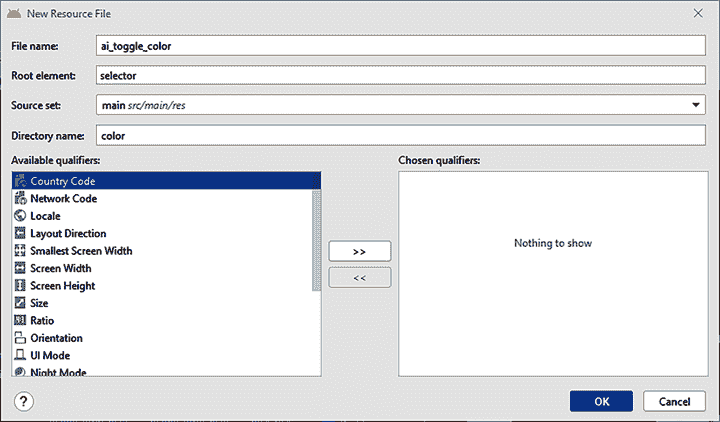 New Resource File
File name: ai_toggle_color
Root element: selector
Source set: main src/main/res
Directory name: color
Available qualifiers:
Chosen qualifiers:
Country Code
Network Code
Locale
Layout Direction
Smallest Screen Width
Screen Width
Screen Height
Size
Ratio
Orientation
UI Mode
Night Mode
>>
<<
Nothing to show
?
OK
Cancel